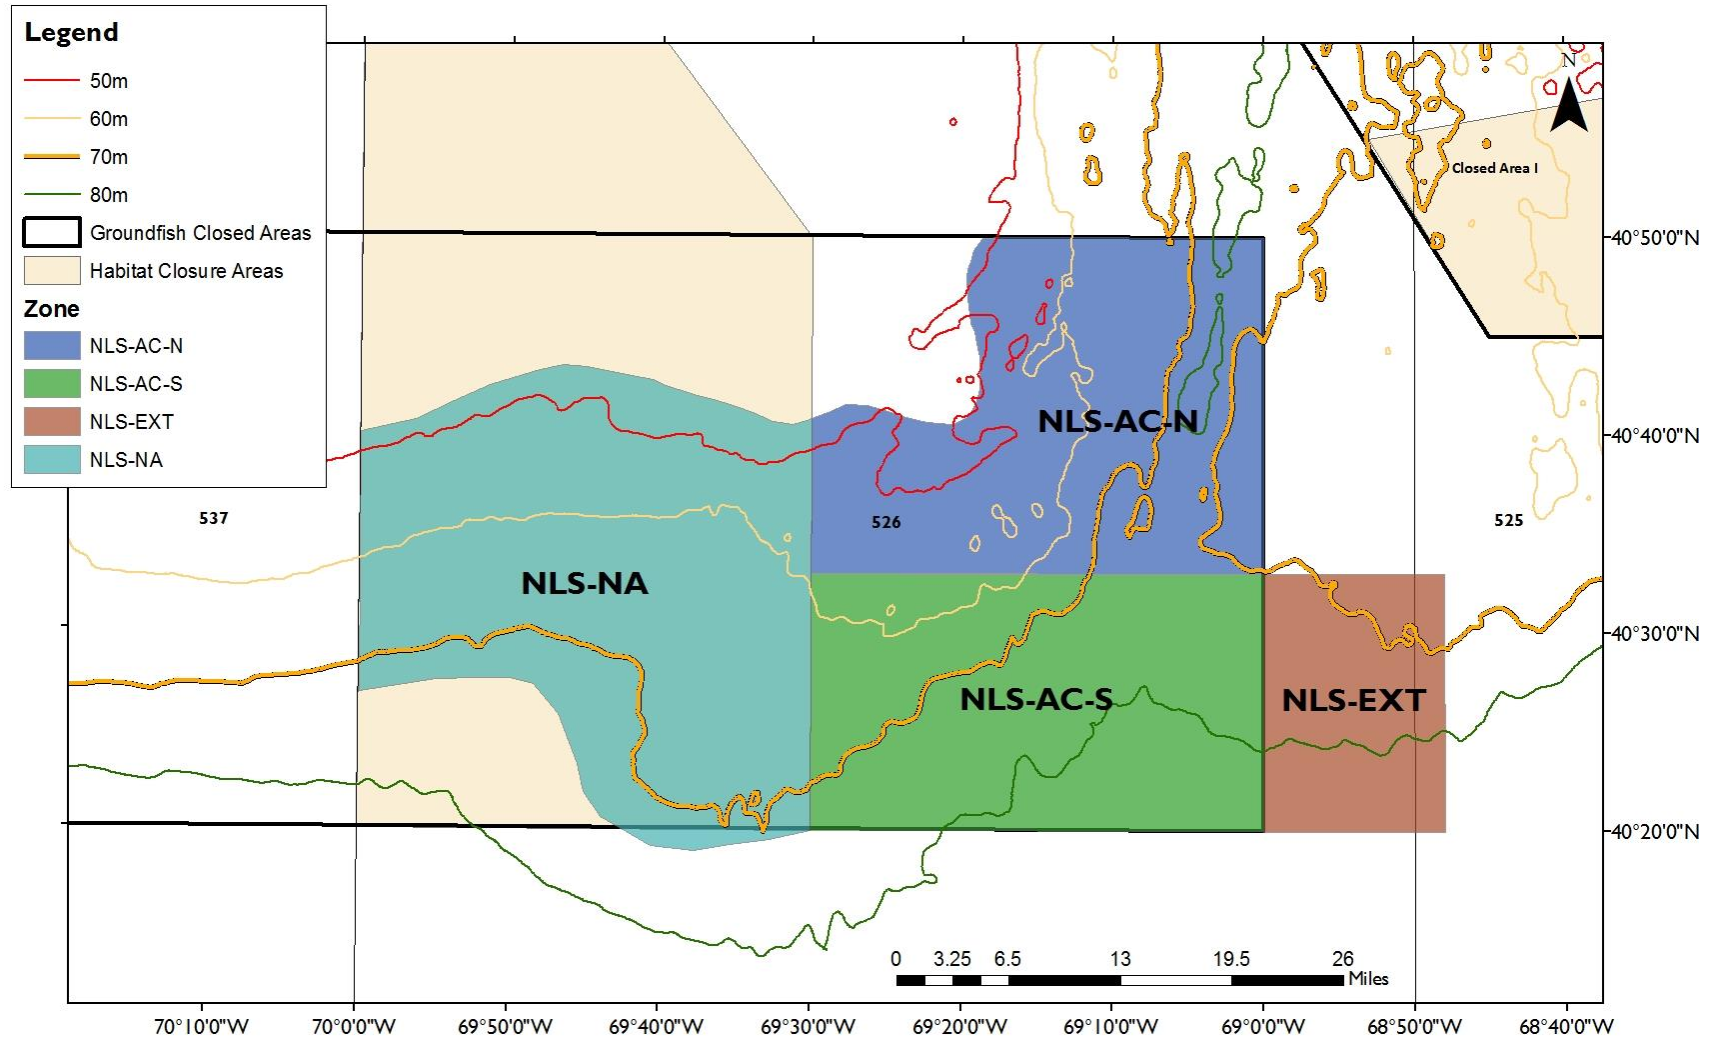 Legend
50m
60m
70m
80m
Groundfish Closed Areas
Habitat Closure Areas
Zone
NLS-AC-N
NLS-AC-S
NLS-EXT
NLS-NA
N
Closed Area I
40°50'0"N
NLS-AC-N
40°40'0"N
537
526
525
NLS-NA
40°30'0"N
NLS-AC-S
NLS-EXT
40°20'0"N
0 3.25 6.5 13 19.5 26
Miles
70°10'0"W 70°0'0"W 69°50'0"W 69°40'0"W 69°30'0"W 69°20'0"W 69°10'0"W 69°0'0"W 68°50'0"W 68°40'0"W